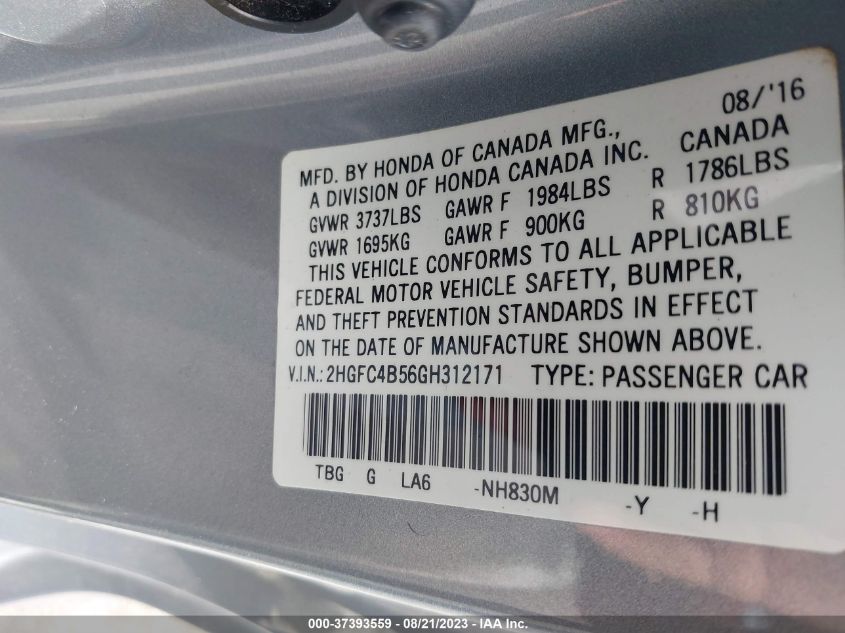 08/'16
MFD. BY HONDA OF CANADA MFG., CANADA
A DIVISION OF HONDA CANADA INC.
GVWR 3737LBS GAWR F 1984LBS R 1786LBS
GVWR 1695KG GAWR F 900KG R 810KG
THIS VEHICLE CONFORMS TO ALL APPLICABLE
FEDERAL MOTOR VEHICLE SAFETY, BUMPER,
AND THEFT PREVENTION STANDARDS IN EFFECT
ON THE DATE OF MANUFACTURE SHOWN ABOVE.
V.I.N.: 2HGFC4B56GH312171 TYPE: PASSENGER CAR
TBG G LA6 -NH830M -Y -H
000-37393559 - 08/21/2023 - IAA Inc.